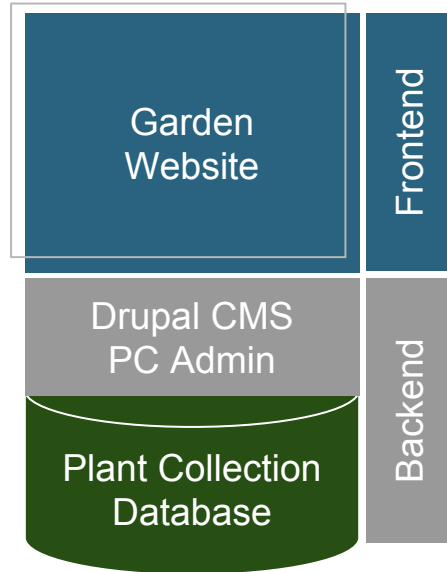 Garden
Website
Frontend
Drupal CMS
PC Admin
Backend
Plant Collection
Database